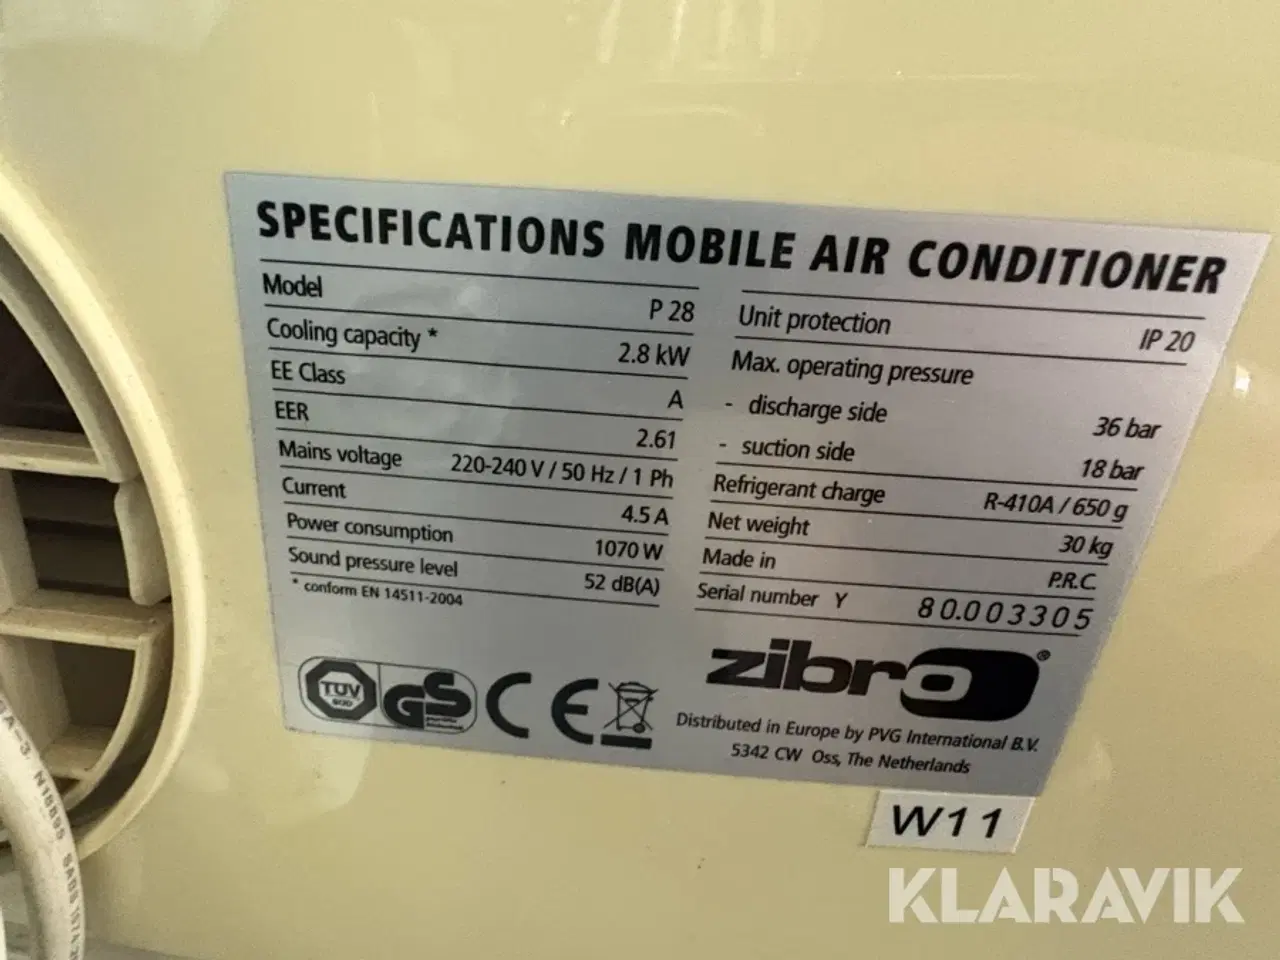 SPECIFICATIONS MOBILE AIR CONDITIONER
Model P 28
Cooling capacity * 2.8 kW
EE Class A
EER 2.61
Mains voltage 220-240 V / 50 Hz / 1 Ph
Current 4.5 A
Power consumption 1070 W
Sound pressure level 52 dB(A)
* conform EN 14511-2004
Unit protection IP 20
Max. operating pressure
- discharge side 36 bar
- suction side 18 bar
Refrigerant charge R-410A / 650 g
Net weight 30 kg
Made in P.R.C.
Serial number Y 80.003305
TÜV
SÜD
GS
CE
zibro®
Distributed in Europe by PVG International B.V.
5342 CW Oss, The Netherlands
W11
KLARAVIK